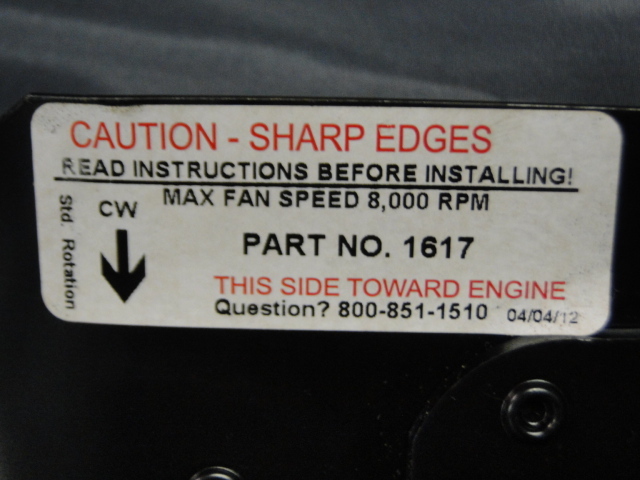 CAUTION - SHARP EDGES
READ INSTRUCTIONS BEFORE INSTALLING!
MAX FAN SPEED 8,000 RPM
Std. Rotation
CW
PART NO. 1617
THIS SIDE TOWARD ENGINE
Question? 800-851-1510 04/04/12